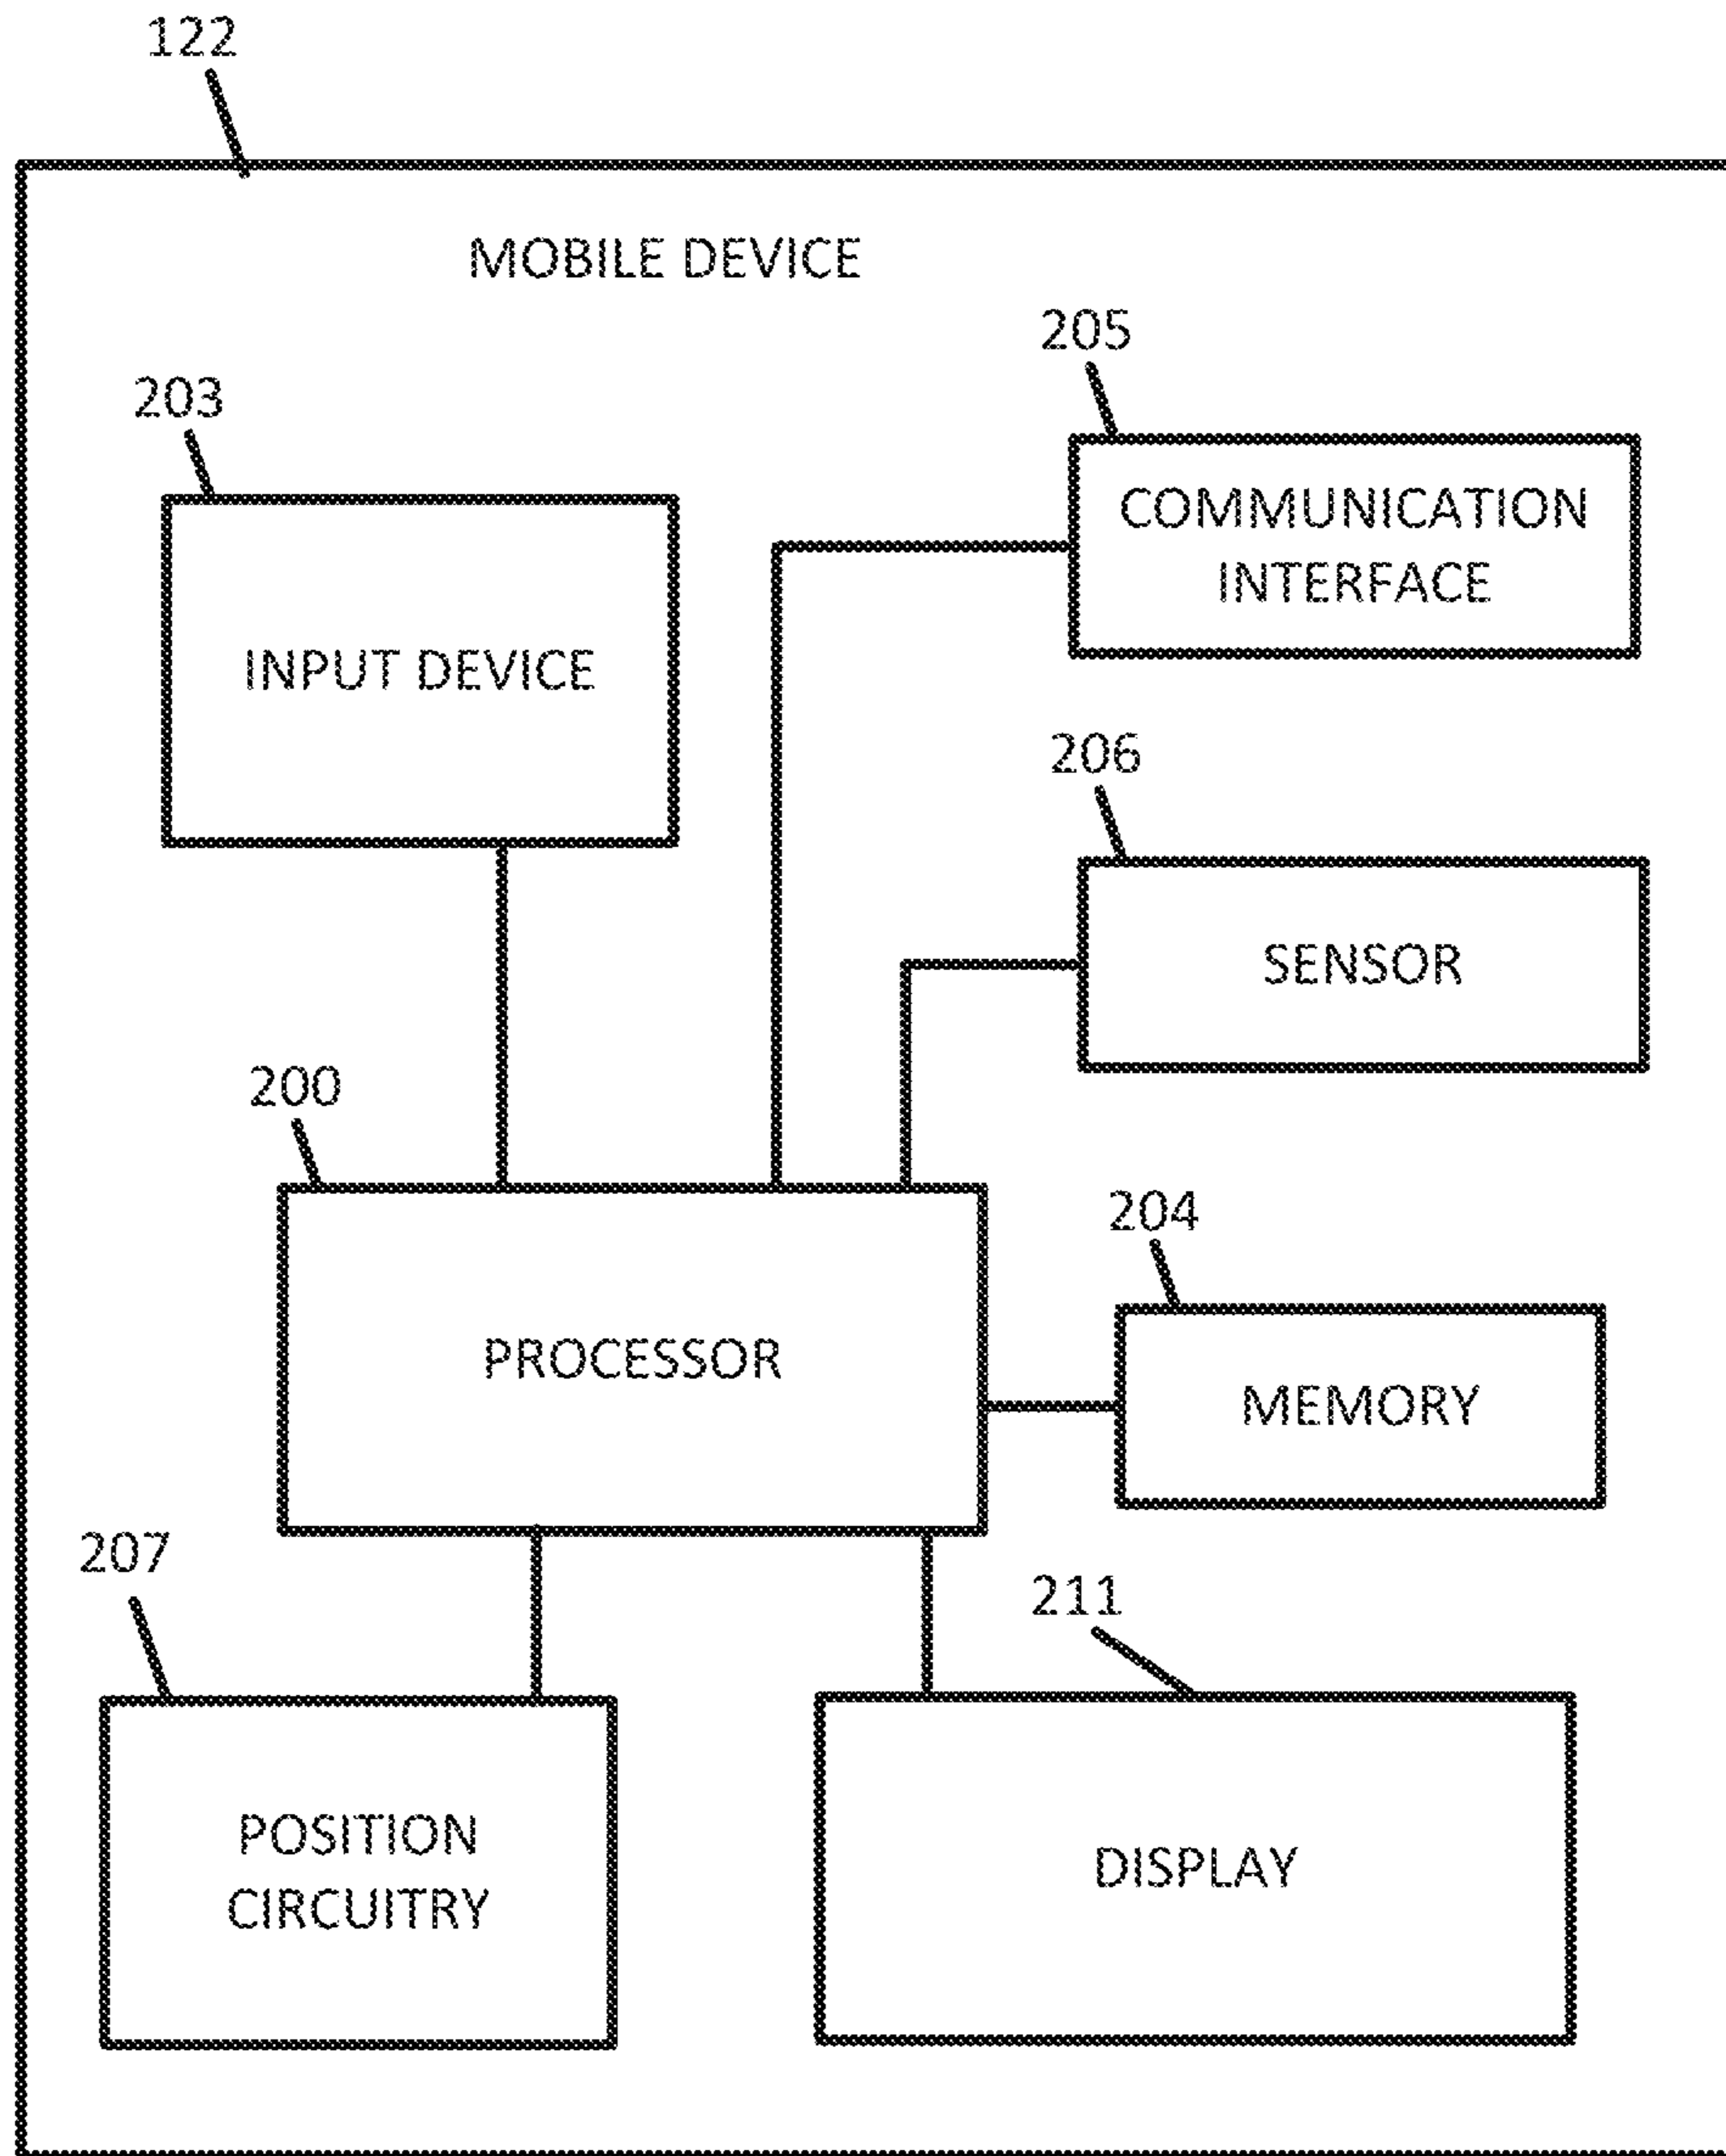 122
MOBILE DEVICE
205
203
COMMUNICATION
INTERFACE
INPUT DEVICE
206
SENSOR
200
204
PROCESSOR
MEMORY
207
211
POSITION
CIRCUITRY
DISPLAY